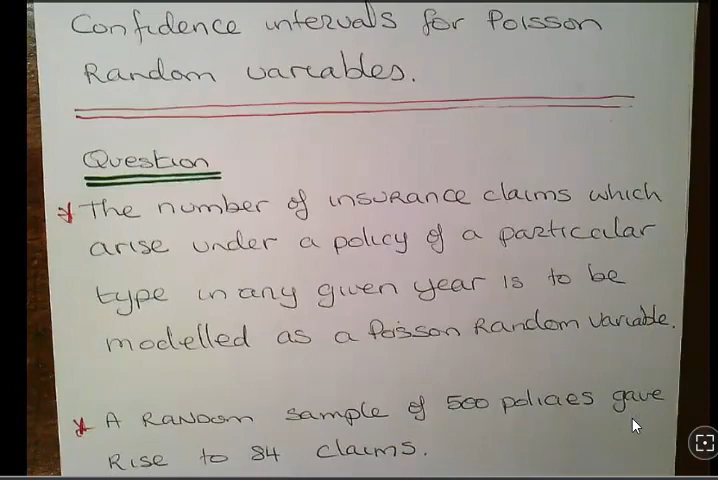 Confidence intervals for Poisson
Random variables.
Question
* The number of insurance claims which
arise under a policy of a particular
type in any given year is to be
modelled as a Poisson Random variable.
* A Random sample of 500 policies gave
Rise to 84 claims.